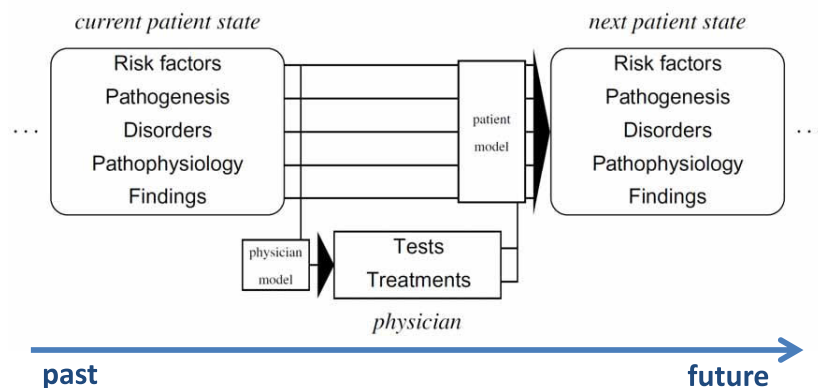 current patient state
next patient state
Risk factors
Pathogenesis
Disorders
Pathophysiology
Findings
patient
model
Risk factors
Pathogenesis
Disorders
Pathophysiology
Findings
. . .
. .
physician
model
Tests
Treatments
physician
past
future